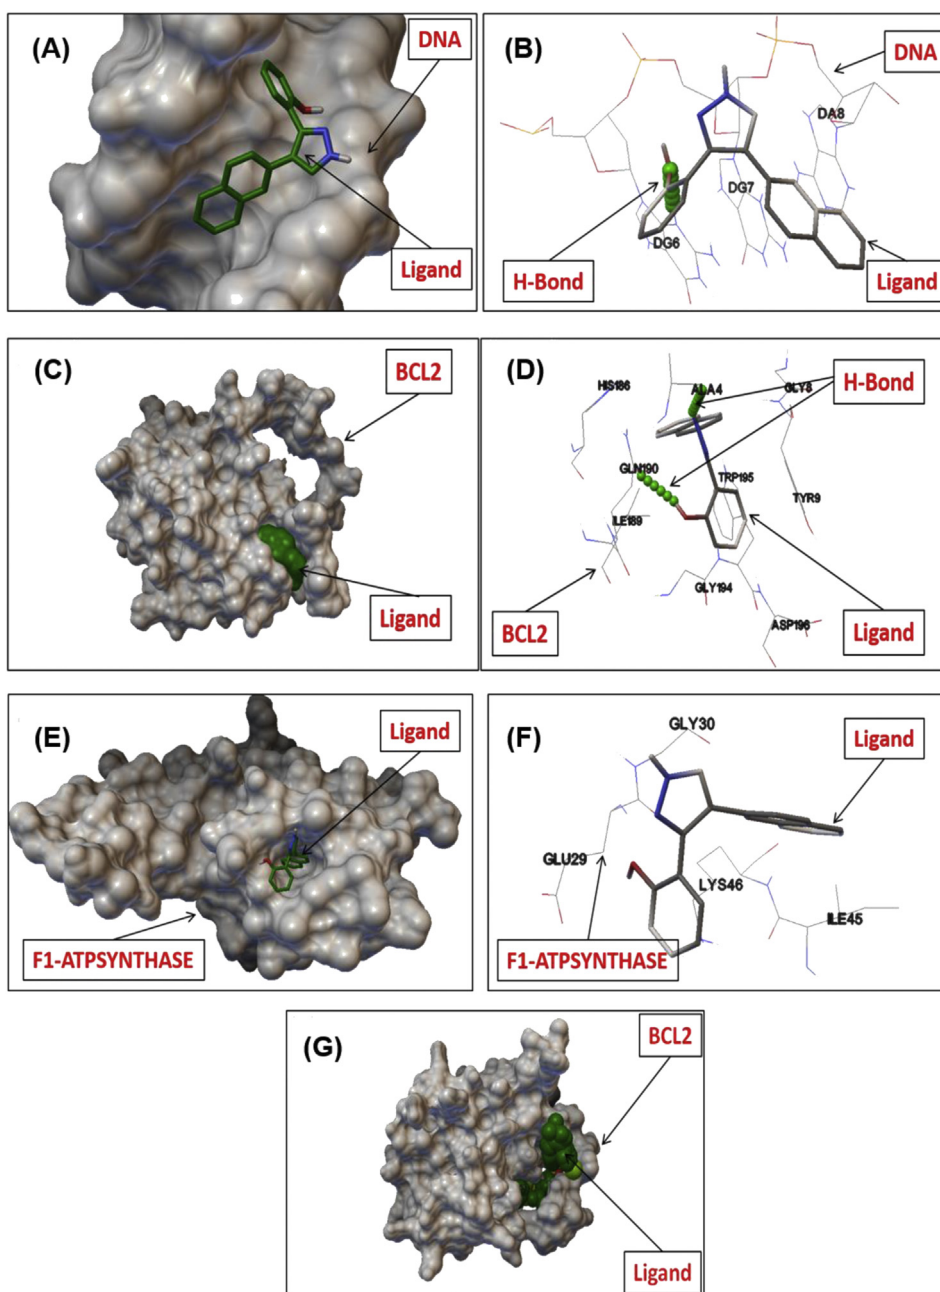 (A)
DNA
Ligand
(B)
DNA
DA8
DG7
DG6
H-Bond
Ligand
(C)
BCL2
Ligand
(D)
HIS186
ALA4
GLY8
H-Bond
GLN190
TRP195
TYR9
ILE189
GLY194
BCL2
ASP196
Ligand
(E)
Ligand
F1-ATPSYNTHASE
(F)
GLY30
Ligand
GLU29
LYS46
ILE45
F1-ATPSYNTHASE
(G)
BCL2
Ligand